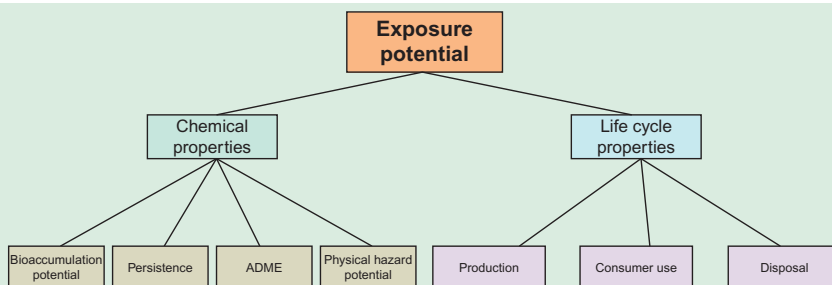 Exposure
potential
Chemical
properties
Life cycle
properties
Bioaccumulation
potential
Persistence
ADME
Physical hazard
potential
Production
Consumer use
Disposal